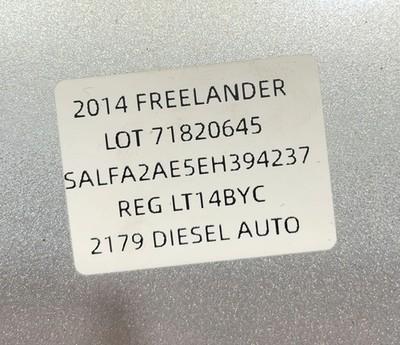 2014 FREELANDER
LOT 71820645
SALFA2AE5EH394237
REG LT14BYC
2179 DIESEL AUTO